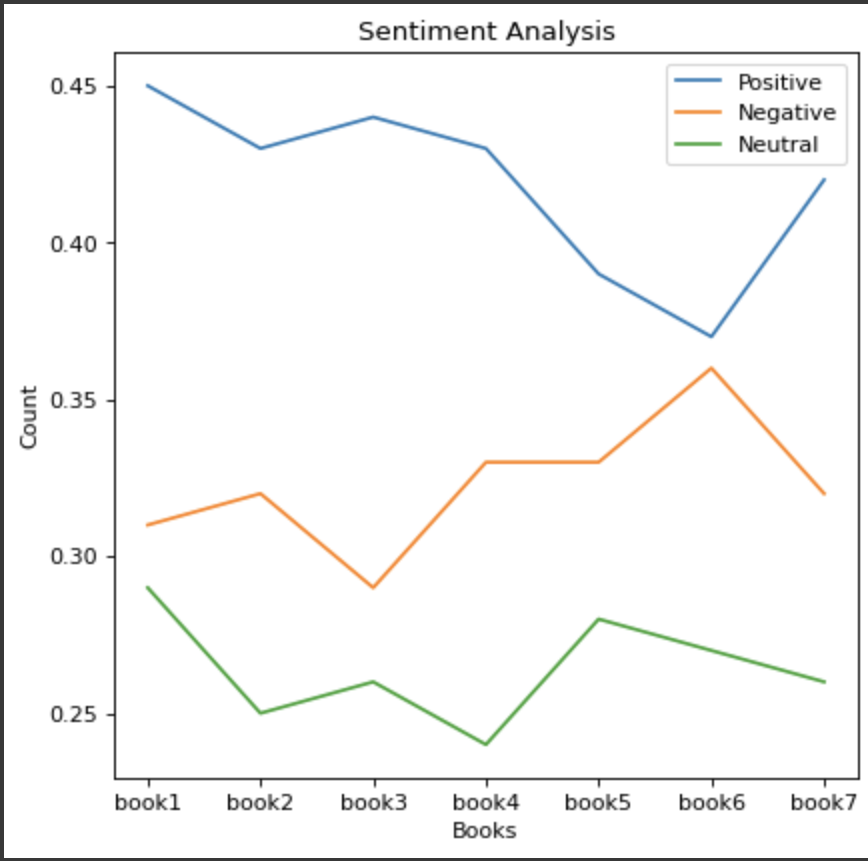 Sentiment Analysis
Positive
Negative
Neutral
0.45
0.40
0.35
0.30
0.25
Count
book1 book2 book3 book4 book5 book6 book7
Books